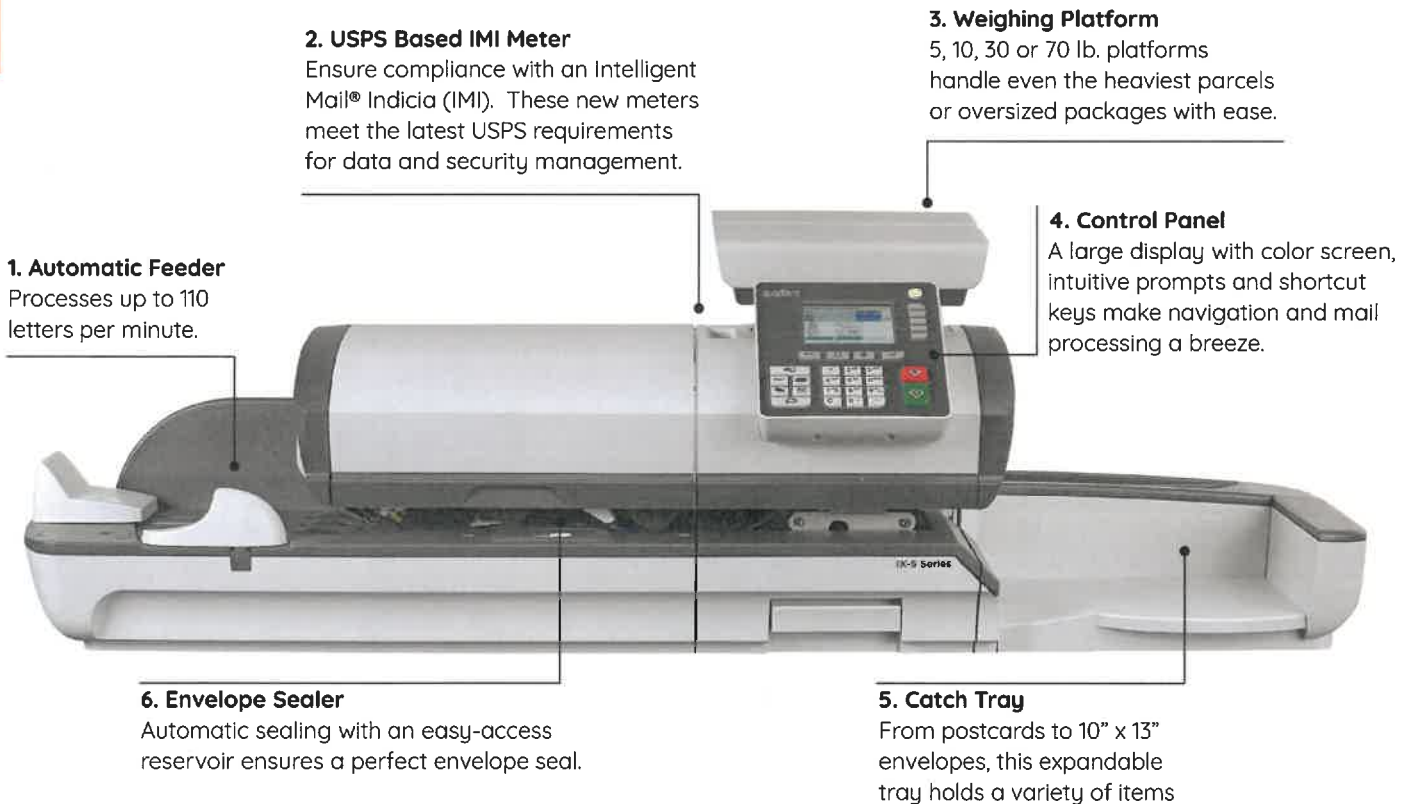 3. Weighing Platform
5, 10, 30 or 70 lb. platforms
handle even the heaviest parcels
or oversized packages with ease.
2. USPS Based IMI Meter
Ensure compliance with an Intelligent
Mail® Indicia (IMI).  These new meters
meet the latest USPS requirements
for data and security management.
4. Control Panel
A large display with color screen,
intuitive prompts and shortcut
keys make navigation and mail
processing a breeze.
1. Automatic Feeder
Processes up to 110
letters per minute.
IX-5 Series
6. Envelope Sealer
Automatic sealing with an easy-access
reservoir ensures a perfect envelope seal.
5. Catch Tray
From postcards to 10" x 13"
envelopes, this expandable
tray holds a variety of items